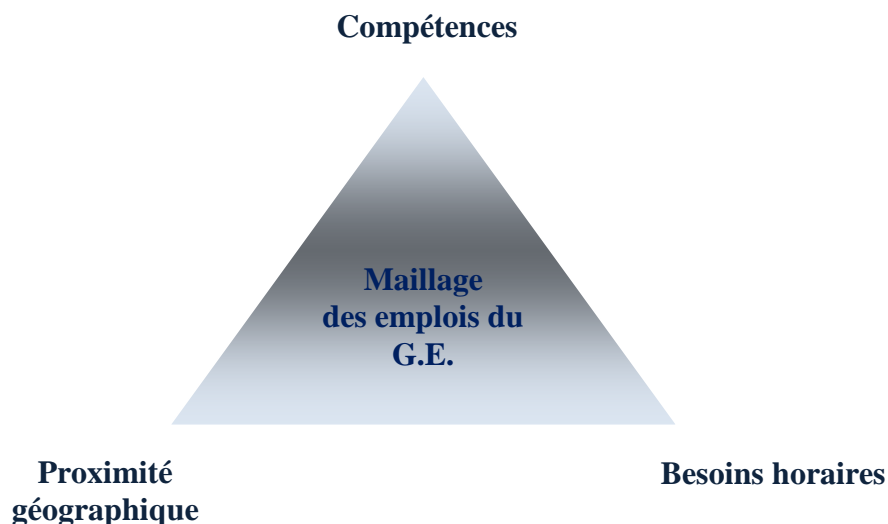 Compétences
Maillage
des emplois du
G.E.
Proximité
géographique
Besoins horaires